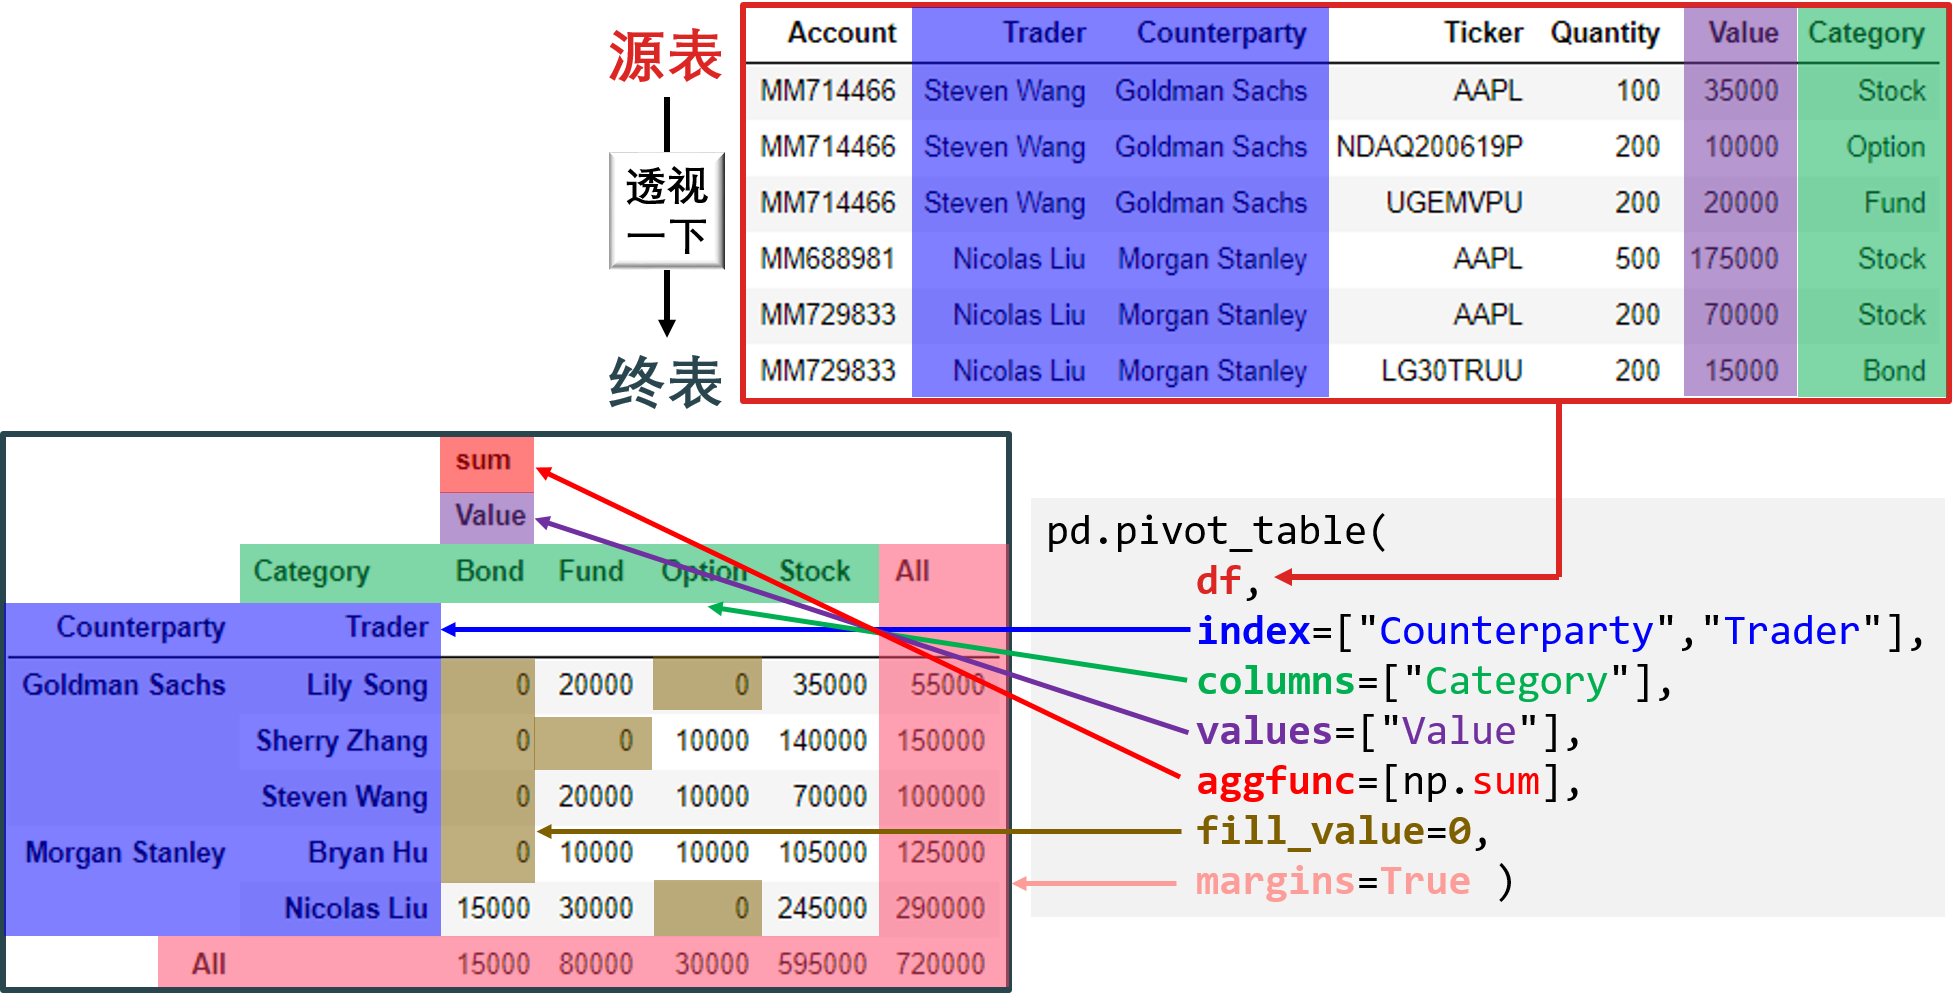 源表
透视
一下
终表
Account Trader Counterparty Ticker Quantity Value Category
MM714466 Steven Wang Goldman Sachs AAPL 100 35000 Stock
MM714466 Steven Wang Goldman Sachs NDAQ200619P 200 10000 Option
MM714466 Steven Wang Goldman Sachs UGEMVPU 200 20000 Fund
MM688981 Nicolas Liu Morgan Stanley AAPL 500 175000 Stock
MM729833 Nicolas Liu Morgan Stanley AAPL 200 70000 Stock
MM729833 Nicolas Liu Morgan Stanley LG30TRUU 200 15000 Bond
sum
Value
Category Bond Fund Option Stock All
Counterparty Trader
Goldman Sachs Lily Song 0 20000 0 35000 55000
Sherry Zhang 0 0 10000 140000 150000
Steven Wang 0 20000 10000 70000 100000
Morgan Stanley Bryan Hu 0 10000 10000 105000 125000
Nicolas Liu 15000 30000 0 245000 290000
All 15000 80000 30000 595000 720000
pd.pivot_table(
df,
index=["Counterparty","Trader"],
columns=["Category"],
values=["Value"],
aggfunc=[np.sum],
fill_value=0,
margins=True )